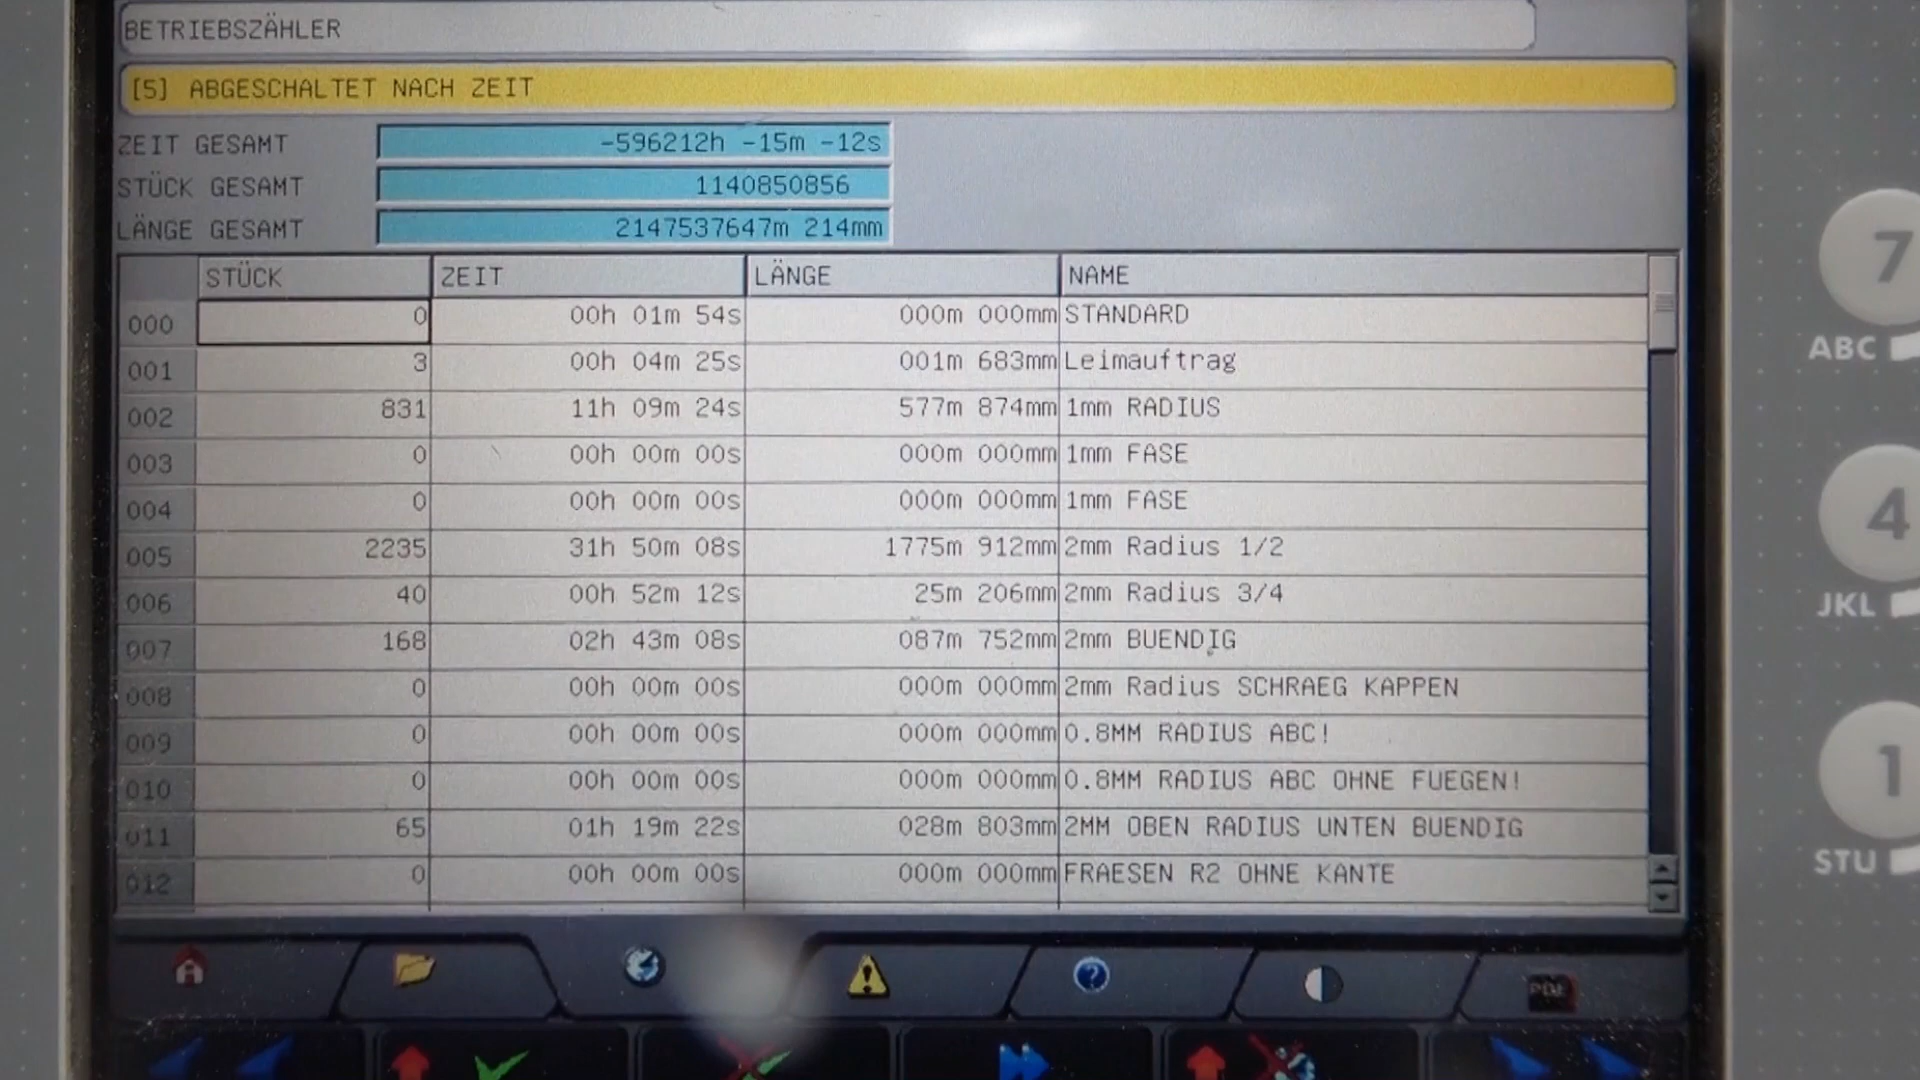 BETRIEBSZÄHLER
[5] ABGESCHALTET NACH ZEIT
ZEIT GESAMT -596212h -15m -12s
STÜCK GESAMT 1140850856
LÄNGE GESAMT 2147537647m 214mm
STÜCK ZEIT LÄNGE NAME
000 0 00h 01m 54s 000m 000mm STANDARD
001 3 00h 04m 25s 001m 683mm Leimauftrag
002 831 11h 09m 24s 577m 874mm 1mm RADIUS
003 0 00h 00m 00s 000m 000mm 1mm FASE
004 0 00h 00m 00s 000m 000mm 1mm FASE
005 2235 31h 50m 08s 1775m 912mm 2mm Radius 1/2
006 40 00h 52m 12s 25m 206mm 2mm Radius 3/4
007 168 02h 43m 08s 087m 752mm 2mm BUENDIG
008 0 00h 00m 00s 000m 000mm 2mm Radius SCHRAEG KAPPEN
009 0 00h 00m 00s 000m 000mm 0.8MM RADIUS ABC!
010 0 00h 00m 00s 000m 000mm 0.8MM RADIUS ABC OHNE FUEGEN!
011 65 01h 19m 22s 028m 803mm 2MM OBEN RADIUS UNTEN BUENDIG
012 0 00h 00m 00s 000m 000mm FRAESEN R2 OHNE KANTE
?
PDF
7
ABC
4
JKL
1
STU